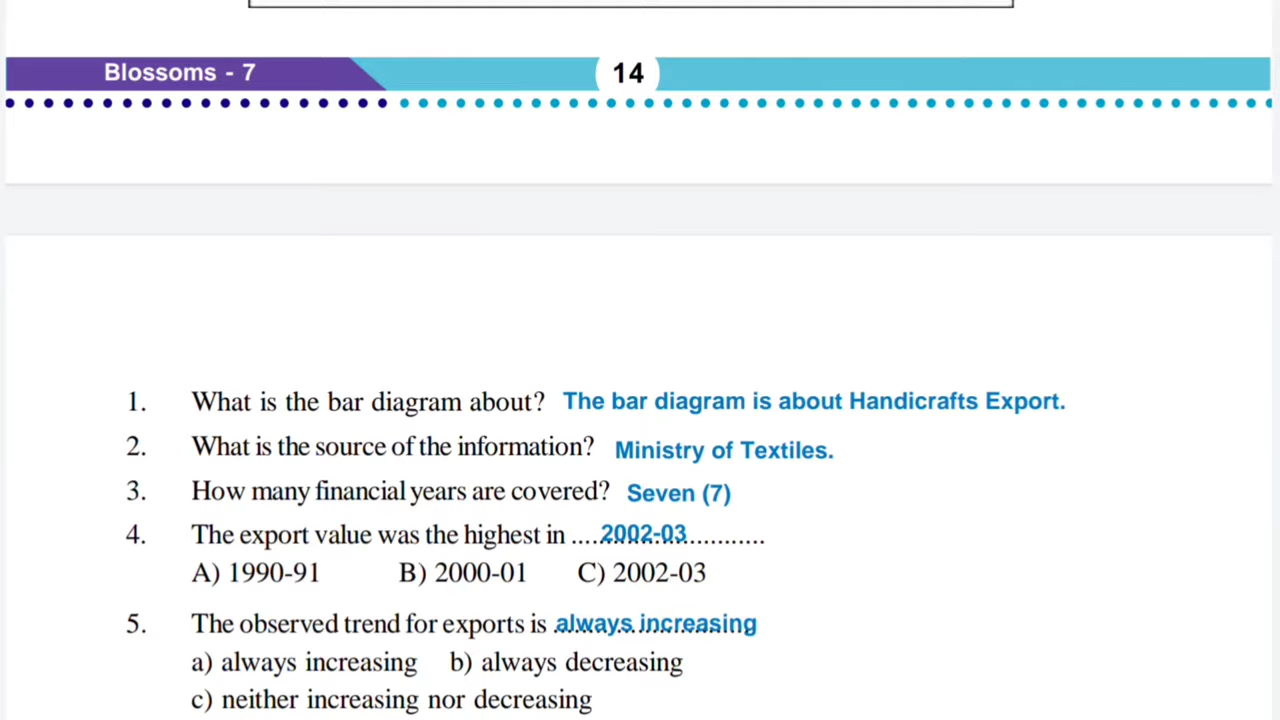 Blossoms - 7
14
1. What is the bar diagram about? The bar diagram is about Handicrafts Export.
2. What is the source of the information? Ministry of Textiles.
3. How many financial years are covered? Seven (7)
4. The export value was the highest in ....2002-03...........
A) 1990-91 B) 2000-01 C) 2002-03
5. The observed trend for exports is always increasing
a) always increasing b) always decreasing
c) neither increasing nor decreasing